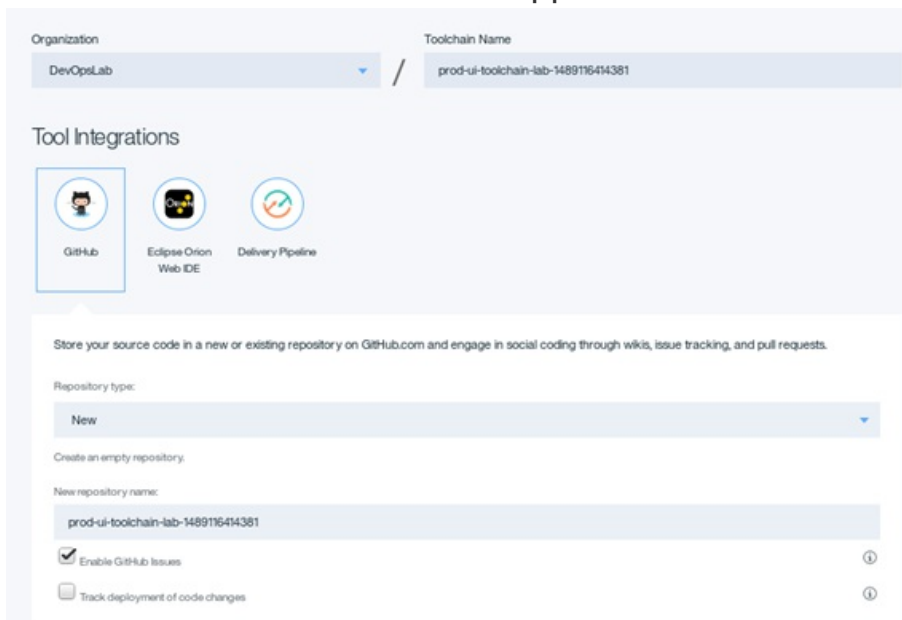 Organization
Toolchain Name
DevOpsLab
/
prod-ui-toolchain-lab-1489116414381
Tool Integrations
ORION
GitHub
Eclipse Orion
Web IDE
Delivery Pipeline
Store your source code in a new or existing repository on GitHub.com and engage in social coding through wikis, issue tracking, and pull requests.
Repository type:
New
Create an empty repository.
New repository name:
prod-ui-toolchain-lab-1489116414381
Enable GitHub Issues
Track deployment of code changes